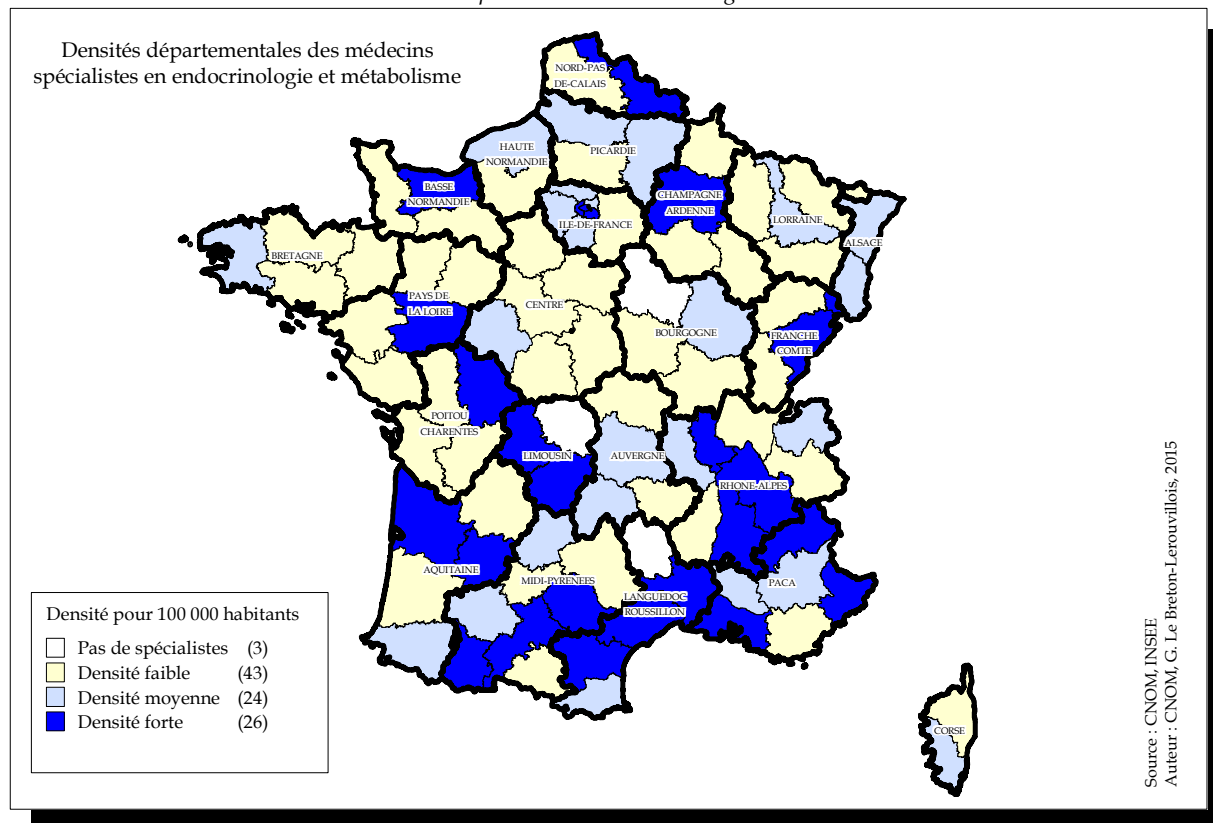 Densités départementales des médecins
spécialistes en endocrinologie et métabolisme
NORD-PAS
DE-CALAIS
HAUTE
NORMANDIE
PICARDIE
BASSE
NORMANDIE
CHAMPAGNE
ARDENNE
ILE-DE-FRANCE
LORRAINE
ALSACE
BRETAGNE
PAYS DE
LA LOIRE
CENTRE
BOURGOGNE
FRANCHE
COMTE
POITOU
CHARENTES
LIMOUSIN
AUVERGNE
RHONE-ALPES
AQUITAINE
MIDI-PYRENEES
LANGUEDOC
ROUSSILLON
PACA
CORSE
Densité pour 100 000 habitants
Pas de spécialistes (3)
Densité faible (43)
Densité moyenne (24)
Densité forte (26)
Source : CNOM, INSEE
Auteur : CNOM, G. Le Breton-Lerouvillois, 2015